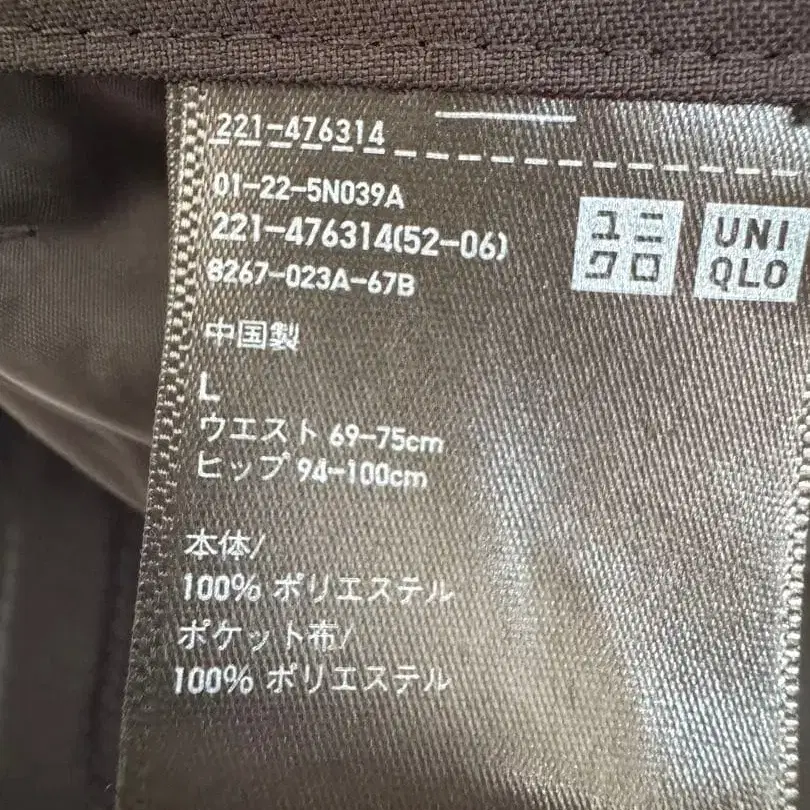 221-476314
01-22-5N039A
221-476314(52-06)
8267-023A-67B
ユニ
クロ
UNI
QLO
中国製
L
ウエスト 69-75cm
ヒップ 94-100cm
本体/
100% ポリエステル
ポケット布/
100% ポリエステル